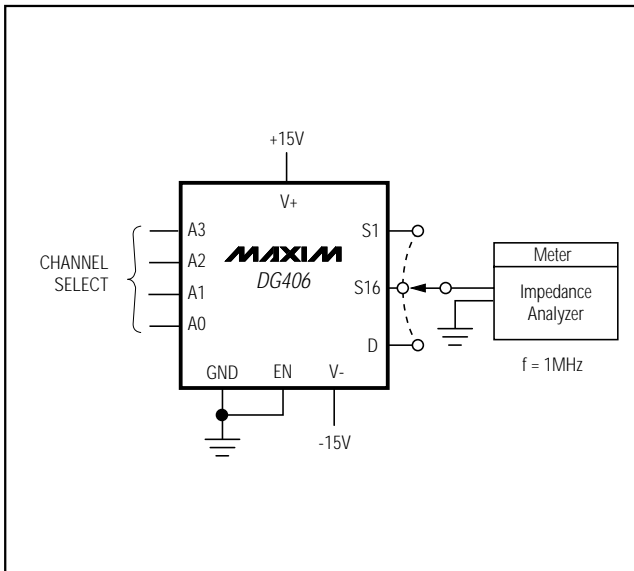 +15V
V+
A3
A2
A1
A0
CHANNEL
SELECT
MAXIM
DG406
S1
S16
D
GND
EN
V-
-15V
Meter
Impedance
Analyzer
f = 1MHz